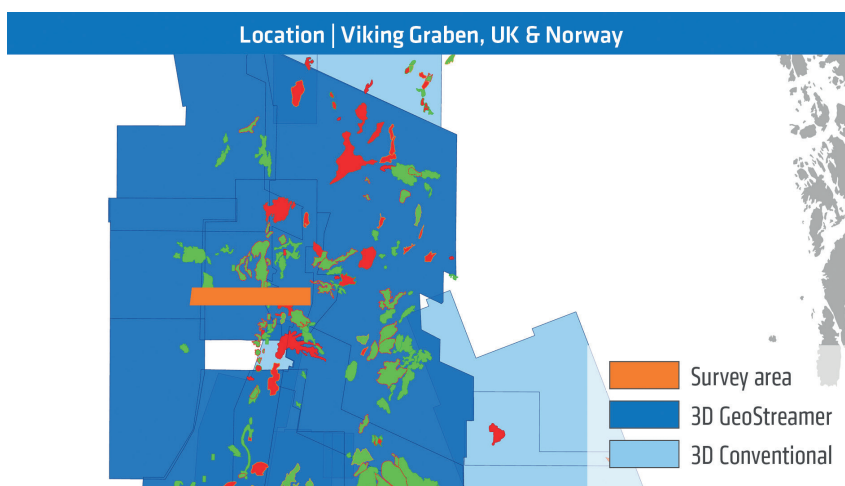 Location | Viking Graben, UK & Norway
Survey area
3D GeoStreamer
3D Conventional